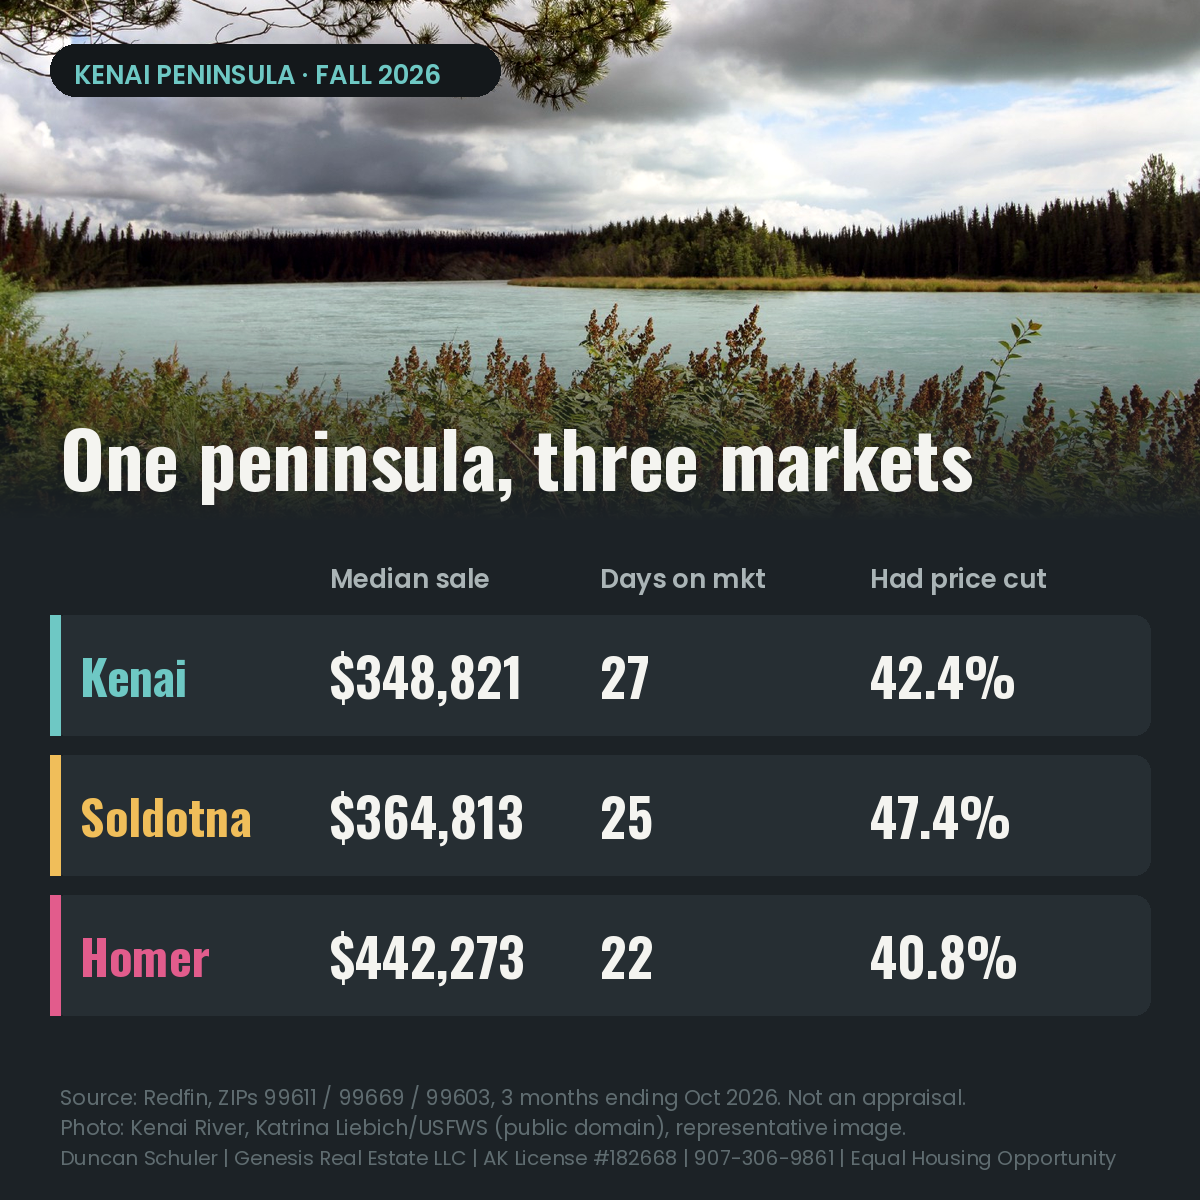 KENAI PENINSULA · FALL 2026
One peninsula, three markets
Median sale Days on mkt Had price cut
Kenai $348,821 27 42.4%
Soldotna $364,813 25 47.4%
Homer $442,273 22 40.8%
Source: Redfin, ZIPs 99611 / 99669 / 99603, 3 months ending Oct 2026. Not an appraisal.
Photo: Kenai River, Katrina Liebich/USFWS (public domain), representative image.
Duncan Schuler | Genesis Real Estate LLC | AK License #182668 | 907-306-9861 | Equal Housing Opportunity